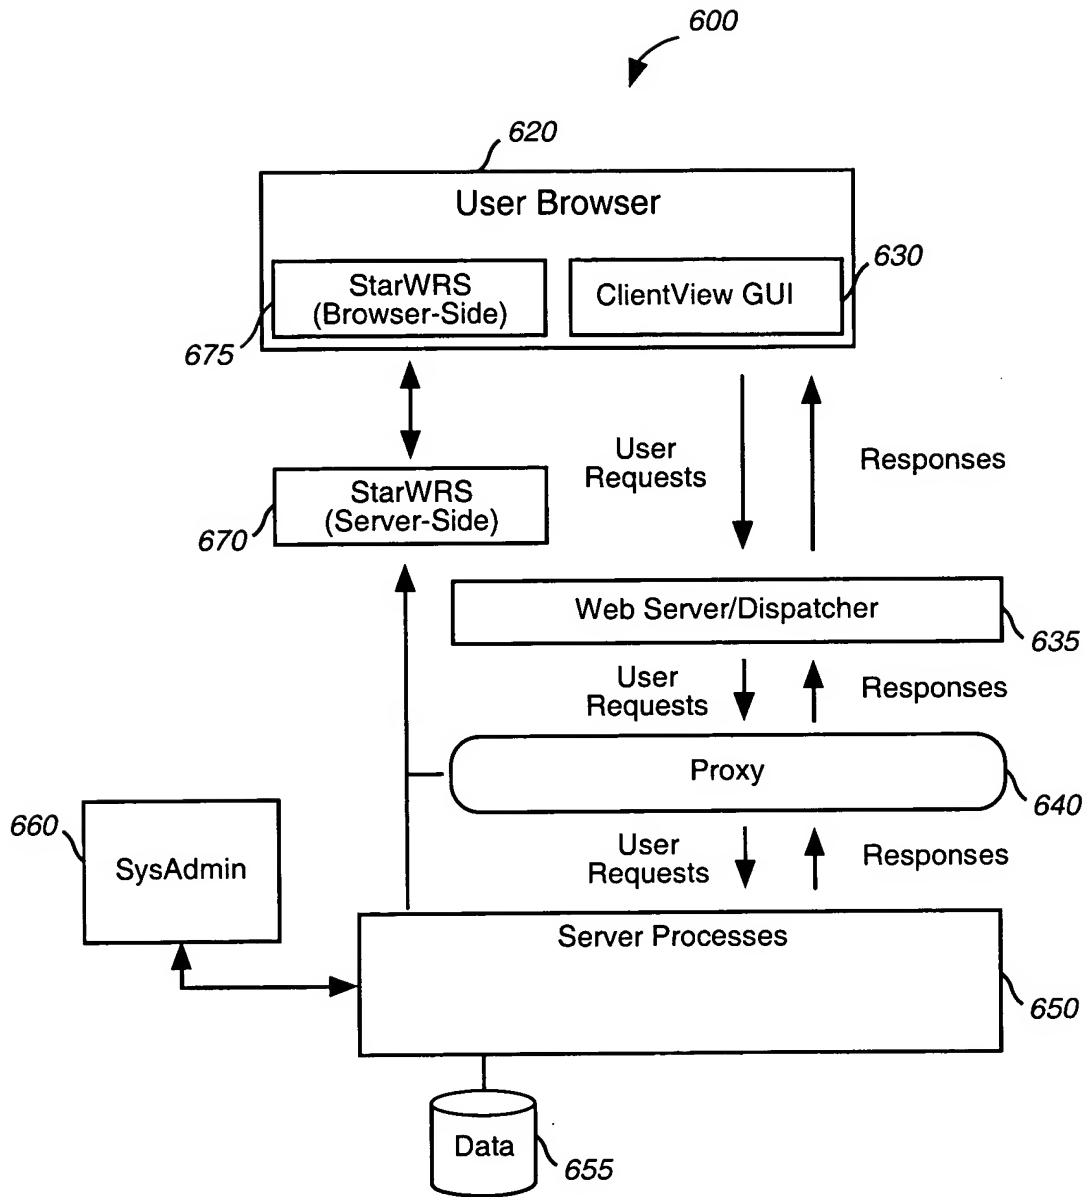 600
620
User Browser
630
StarWRS
(Browser-Side)
ClientView GUI
675
User
Requests
Responses
StarWRS
(Server-Side)
670
Web Server/Dispatcher
635
User
Requests
Responses
Proxy
640
660
SysAdmin
User
Requests
Responses
Server Processes
650
Data
655